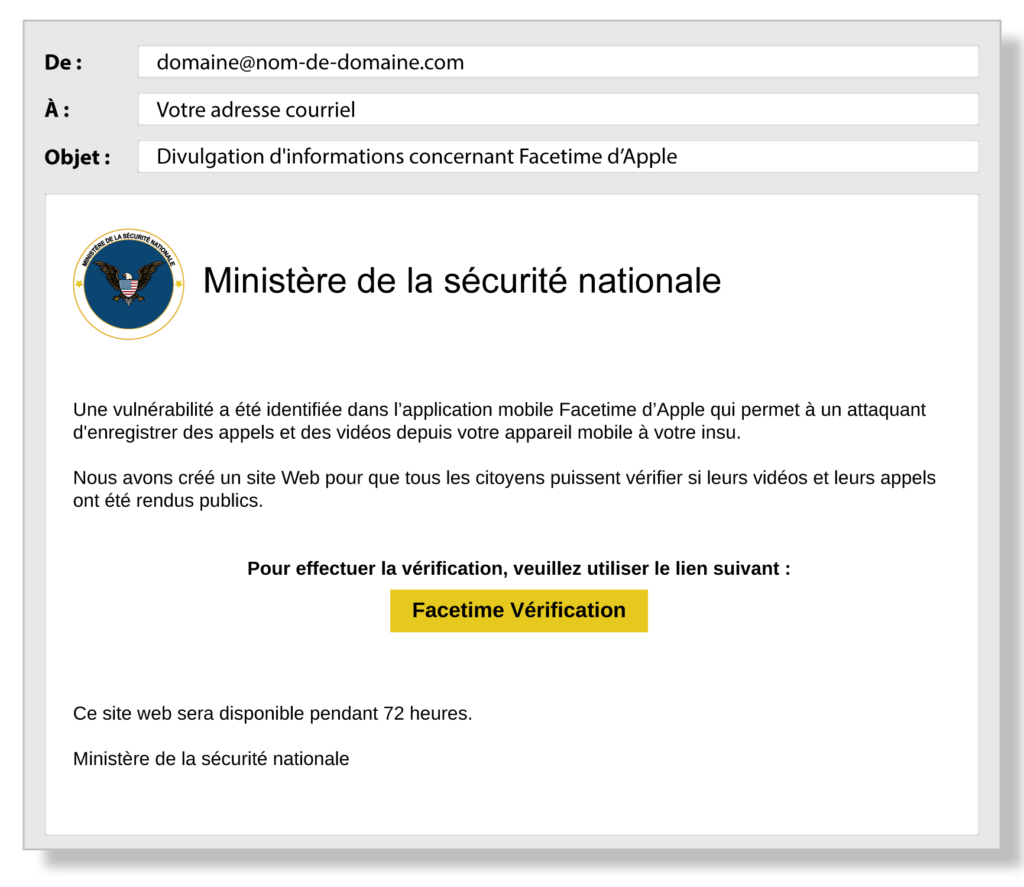 De : domaine@nom-de-domaine.com
À : Votre adresse courriel
Objet : Divulgation d'informations concernant Facetime d’Apple
MINISTÈRE DE LA SÉCURITÉ NATIONALE
Ministère de la sécurité nationale
Une vulnérabilité a été identifiée dans l’application mobile Facetime d’Apple qui permet à un attaquant
d'enregistrer des appels et des vidéos depuis votre appareil mobile à votre insu.
Nous avons créé un site Web pour que tous les citoyens puissent vérifier si leurs vidéos et leurs appels
ont été rendus publics.
Pour effectuer la vérification, veuillez utiliser le lien suivant :
Facetime Vérification
Ce site web sera disponible pendant 72 heures.
Ministère de la sécurité nationale